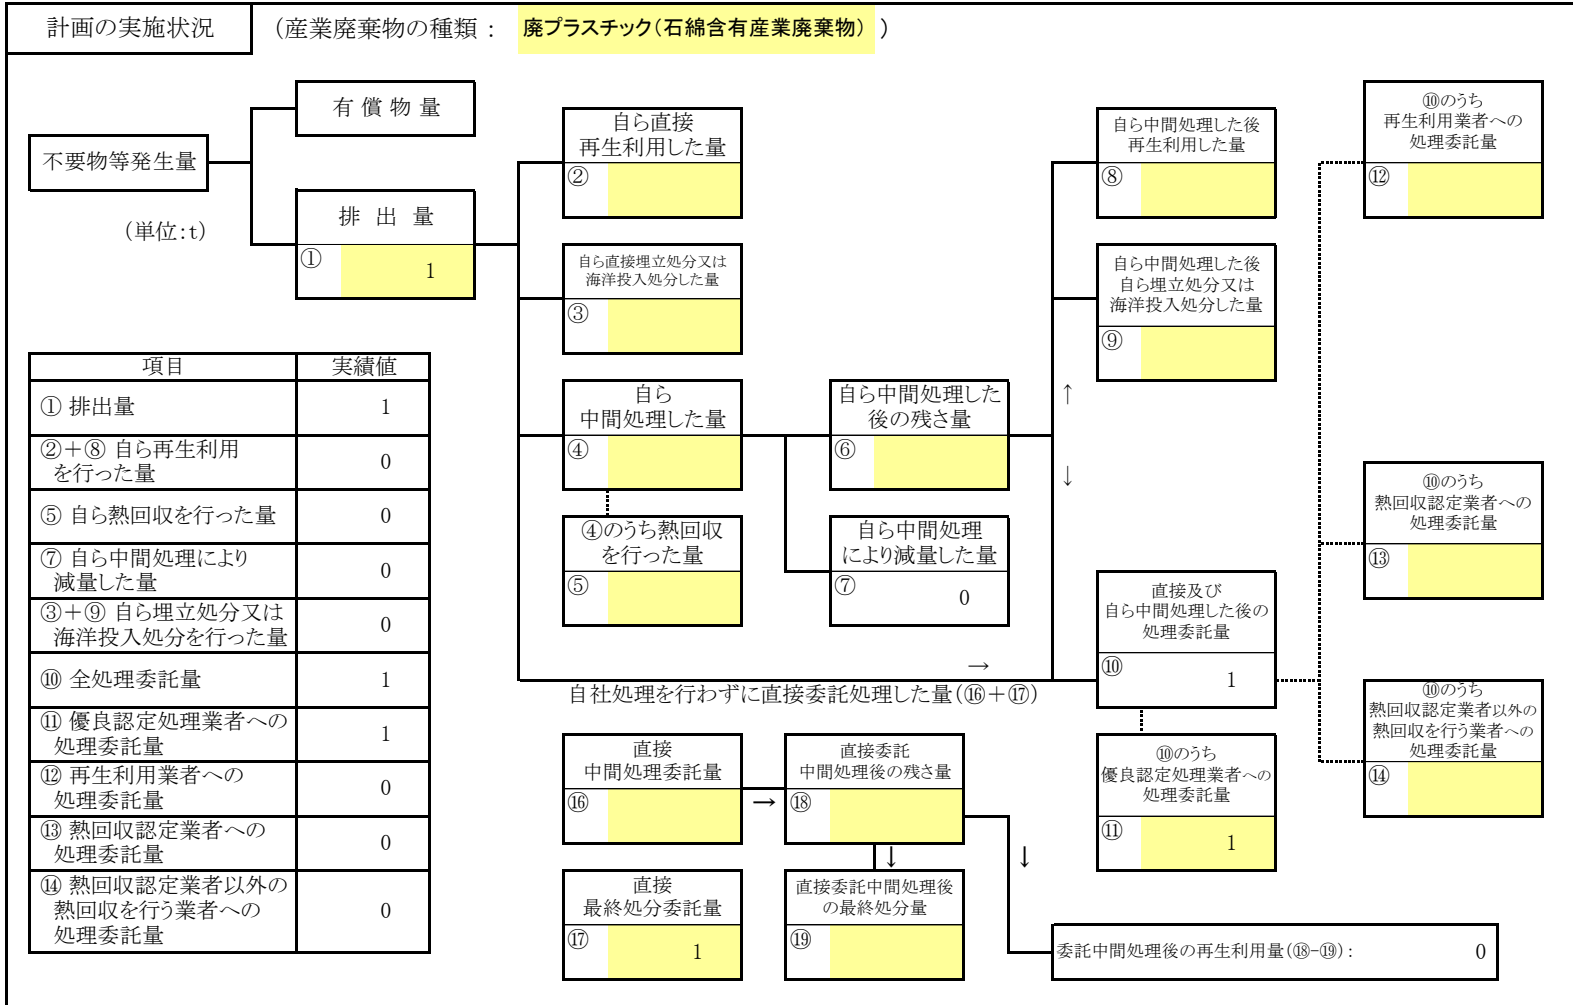 計画の実施状況
(産業廃棄物の種類： 廃プラスチック(石綿含有産業廃棄物) )
不要物等発生量
(単位:t)
有 償 物 量
排 出 量
① 1
自ら直接
再生利用した量
②
自ら直接埋立処分又は
海洋投入処分した量
③
自ら
中間処理した量
④
④のうち熱回収
を行った量
⑤
自ら中間処理した
後の残さ量
⑥
自ら中間処理
により減量した量
⑦ 0
自ら中間処理した後
再生利用した量
⑧
自ら中間処理した後
自ら埋立処分又は
海洋投入処分した量
⑨
↑
↓
直接及び
自ら中間処理した後の
処理委託量
⑩ 1
⑩のうち
優良認定処理業者への
処理委託量
⑪ 1
⑩のうち
再生利用業者への
処理委託量
⑫
⑩のうち
熱回収認定業者への
処理委託量
⑬
⑩のうち
熱回収認定業者以外の
熱回収を行う業者への
処理委託量
⑭
→
自社処理を行わずに直接委託処理した量(⑯＋⑰)
直接
中間処理委託量
⑯
→
直接委託
中間処理後の残さ量
⑱
↓
↓
直接
最終処分委託量
⑰ 1
直接委託中間処理後
の最終処分量
⑲
委託中間処理後の再生利用量(⑱-⑲)： 0
項目 実績値
① 排出量 1
②＋⑧ 自ら再生利用
を行った量 0
⑤ 自ら熱回収を行った量 0
⑦ 自ら中間処理により
減量した量 0
③＋⑨ 自ら埋立処分又は
海洋投入処分を行った量 0
⑩ 全処理委託量 1
⑪ 優良認定処理業者への
処理委託量 1
⑫ 再生利用業者への
処理委託量 0
⑬ 熱回収認定業者への
処理委託量 0
⑭ 熱回収認定業者以外の
熱回収を行う業者への
処理委託量 0